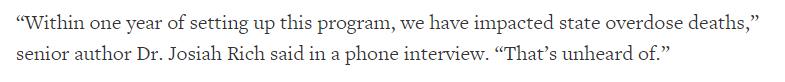 “Within one year of setting up this program, we have impacted state overdose deaths,”
senior author Dr. Josiah Rich said in a phone interview. “That’s unheard of.”